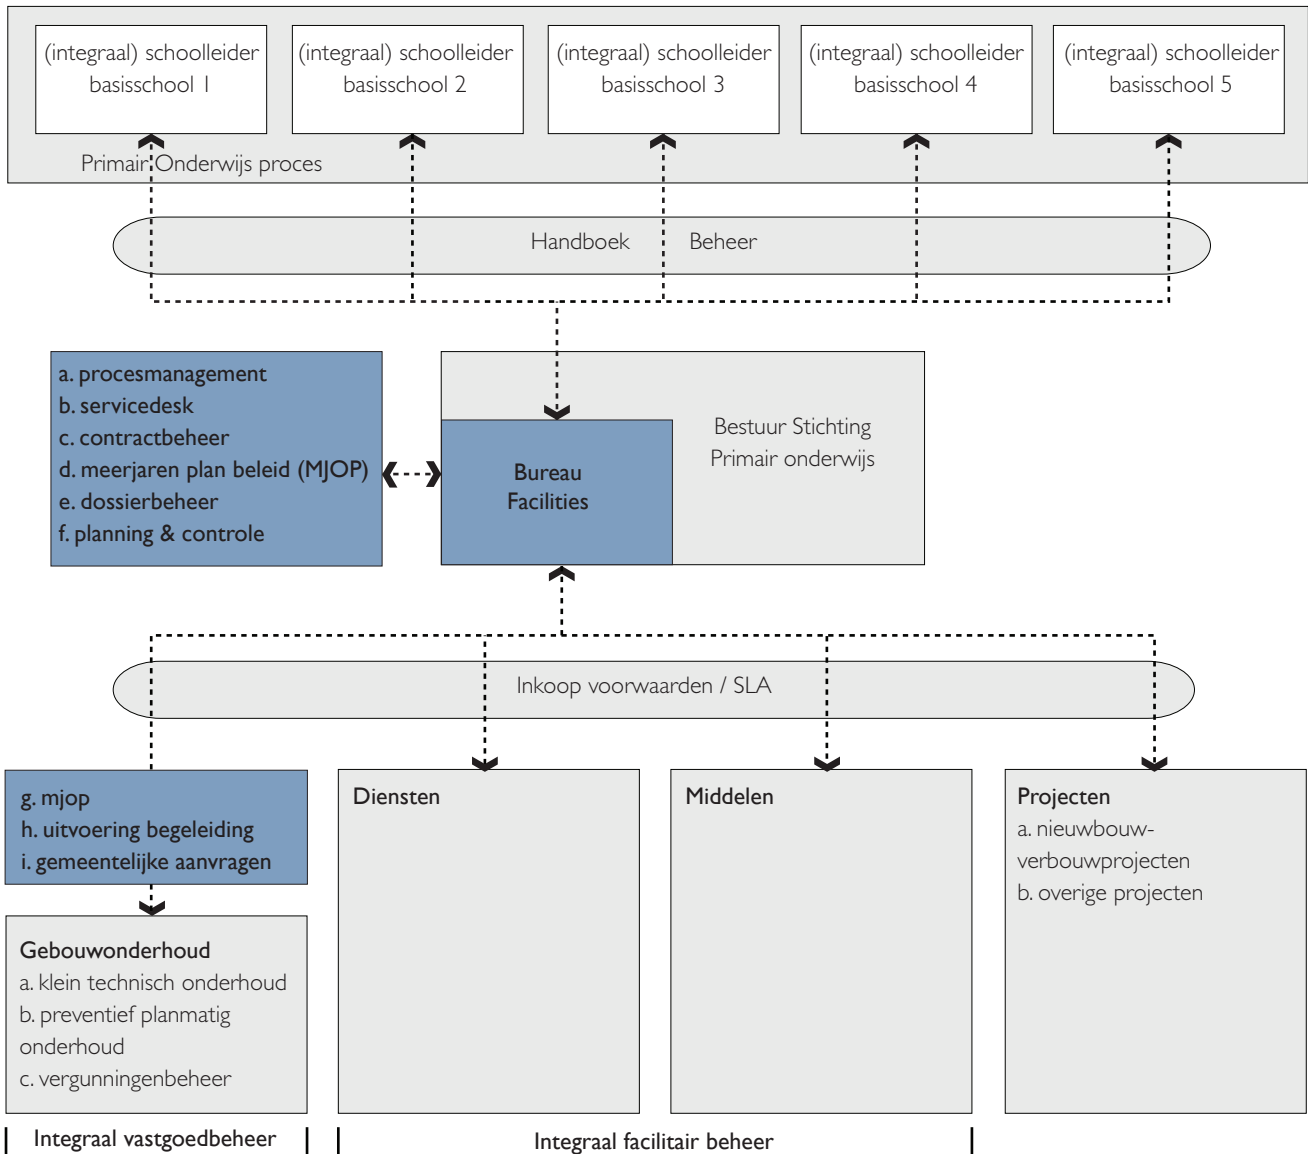 (integraal) schoolleider
basisschool 1
(integraal) schoolleider
basisschool 2
(integraal) schoolleider
basisschool 3
(integraal) schoolleider
basisschool 4
(integraal) schoolleider
basisschool 5
Primair Onderwijs proces
Handboek Beheer
a. procesmanagement
b. servicedesk
c. contractbeheer
d. meerjaren plan beleid (MJOP)
e. dossierbeheer
f. planning & controle
Bureau
Facilities
Bestuur Stichting
Primair onderwijs
Inkoop voorwaarden / SLA
g. mjop
h. uitvoering begeleiding
i. gemeentelijke aanvragen
Gebouwonderhoud
a. klein technisch onderhoud
b. preventief planmatig
onderhoud
c. vergunningenbeheer
Diensten
Middelen
Projecten
a. nieuwbouw-
verbouwprojecten
b. overige projecten
Integraal vastgoedbeheer
Integraal facilitair beheer